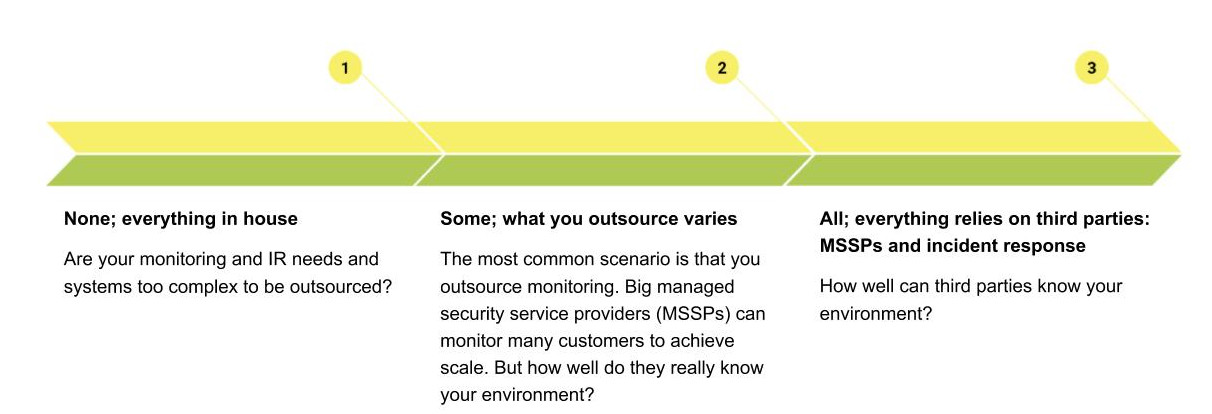 1
2
3
None; everything in house
Are your monitoring and IR needs and
systems too complex to be outsourced?
Some; what you outsource varies
The most common scenario is that you
outsource monitoring. Big managed
security service providers (MSSPs) can
monitor many customers to achieve
scale. But how well do they really know
your environment?
All; everything relies on third parties:
MSSPs and incident response
How well can third parties know your
environment?